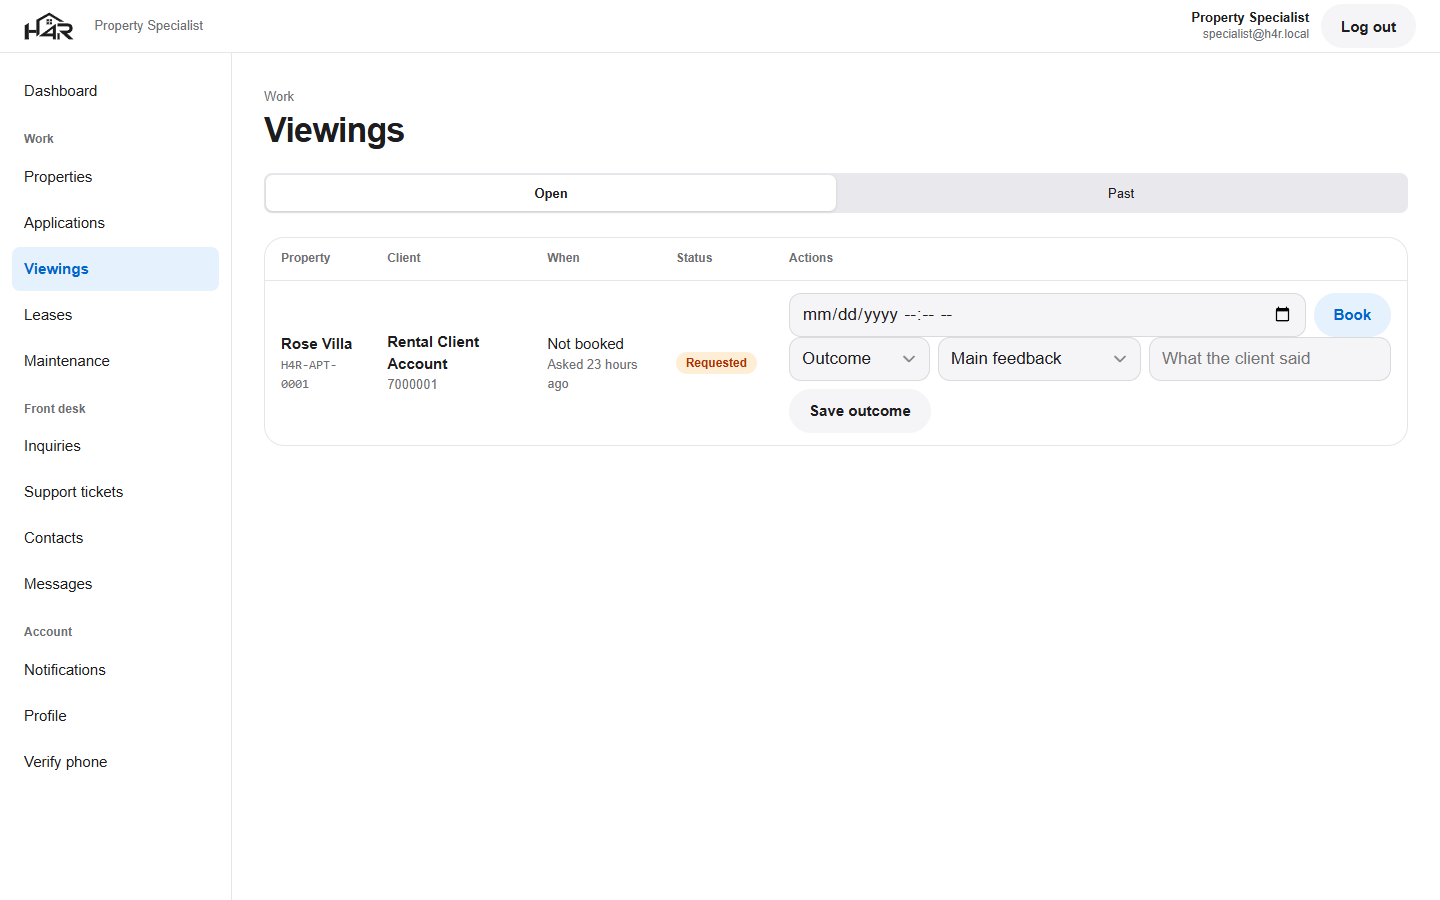 H4R
Property Specialist
Property Specialist
specialist@h4r.local
Log out
Dashboard
Work
Properties
Applications
Viewings
Leases
Maintenance
Front desk
Inquiries
Support tickets
Contacts
Messages
Account
Notifications
Profile
Verify phone
Work
Viewings
Open
Past
Property
Client
When
Status
Actions
Rose Villa
H4R-APT-
0001
Rental Client
Account
7000001
Not booked
Asked 23 hours
ago
Requested
mm/dd/yyyy --:-- --
Book
Outcome
Main feedback
What the client said
Save outcome